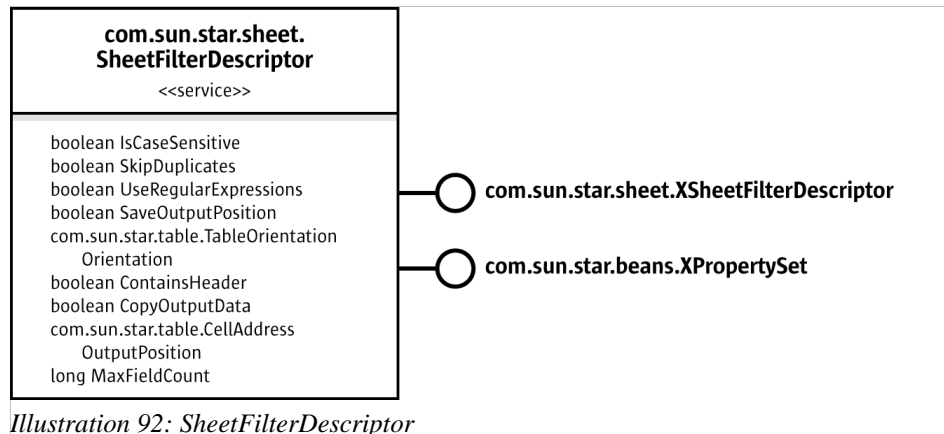 com.sun.star.sheet.
SheetFilterDescriptor
<<service>>
boolean IsCaseSensitive
boolean SkipDuplicates
boolean UseRegularExpressions
boolean SaveOutputPosition
com.sun.star.table.TableOrientation
Orientation
boolean ContainsHeader
boolean CopyOutputData
com.sun.star.table.CellAddress
OutputPosition
long MaxFieldCount
com.sun.star.sheet.XSheetFilterDescriptor
com.sun.star.beans.XPropertySet
Illustration 92: SheetFilterDescriptor